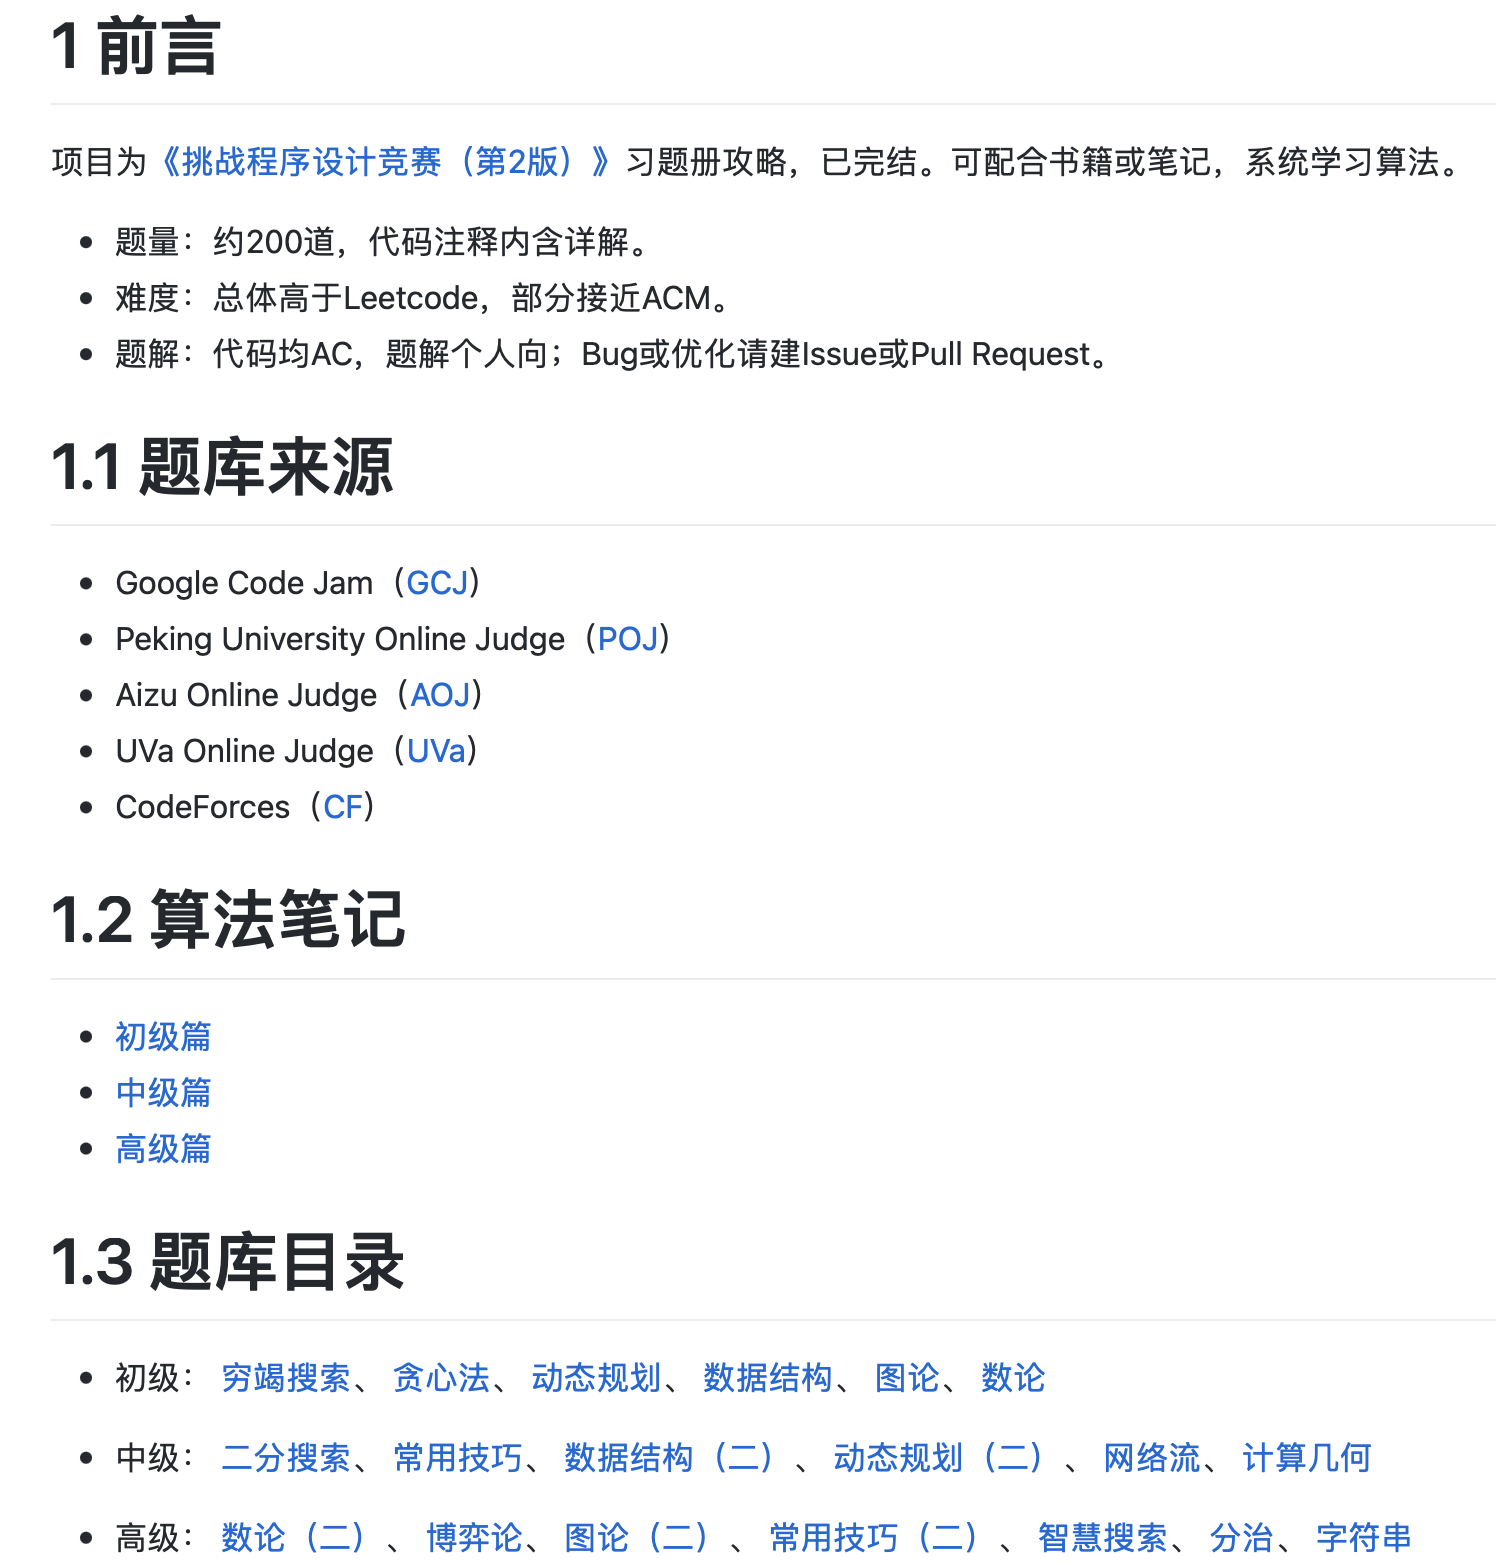 1 前言
项目为《挑战程序设计竞赛（第2版）》习题册攻略，已完结。可配合书籍或笔记，系统学习算法。
• 题量：约200道，代码注释内含详解。
• 难度：总体高于Leetcode，部分接近ACM。
• 题解：代码均AC，题解个人向；Bug或优化请建Issue或Pull Request。
1.1 题库来源
• Google Code Jam（GCJ）
• Peking University Online Judge（POJ）
• Aizu Online Judge（AOJ）
• UVa Online Judge（UVa）
• CodeForces（CF）
1.2 算法笔记
• 初级篇
• 中级篇
• 高级篇
1.3 题库目录
• 初级： 穷竭搜索、 贪心法、 动态规划、 数据结构、 图论、 数论
• 中级： 二分搜索、 常用技巧、 数据结构（二）、 动态规划（二）、 网络流、 计算几何
• 高级： 数论（二）、 博弈论、 图论（二）、 常用技巧（二）、 智慧搜索、 分治、 字符串